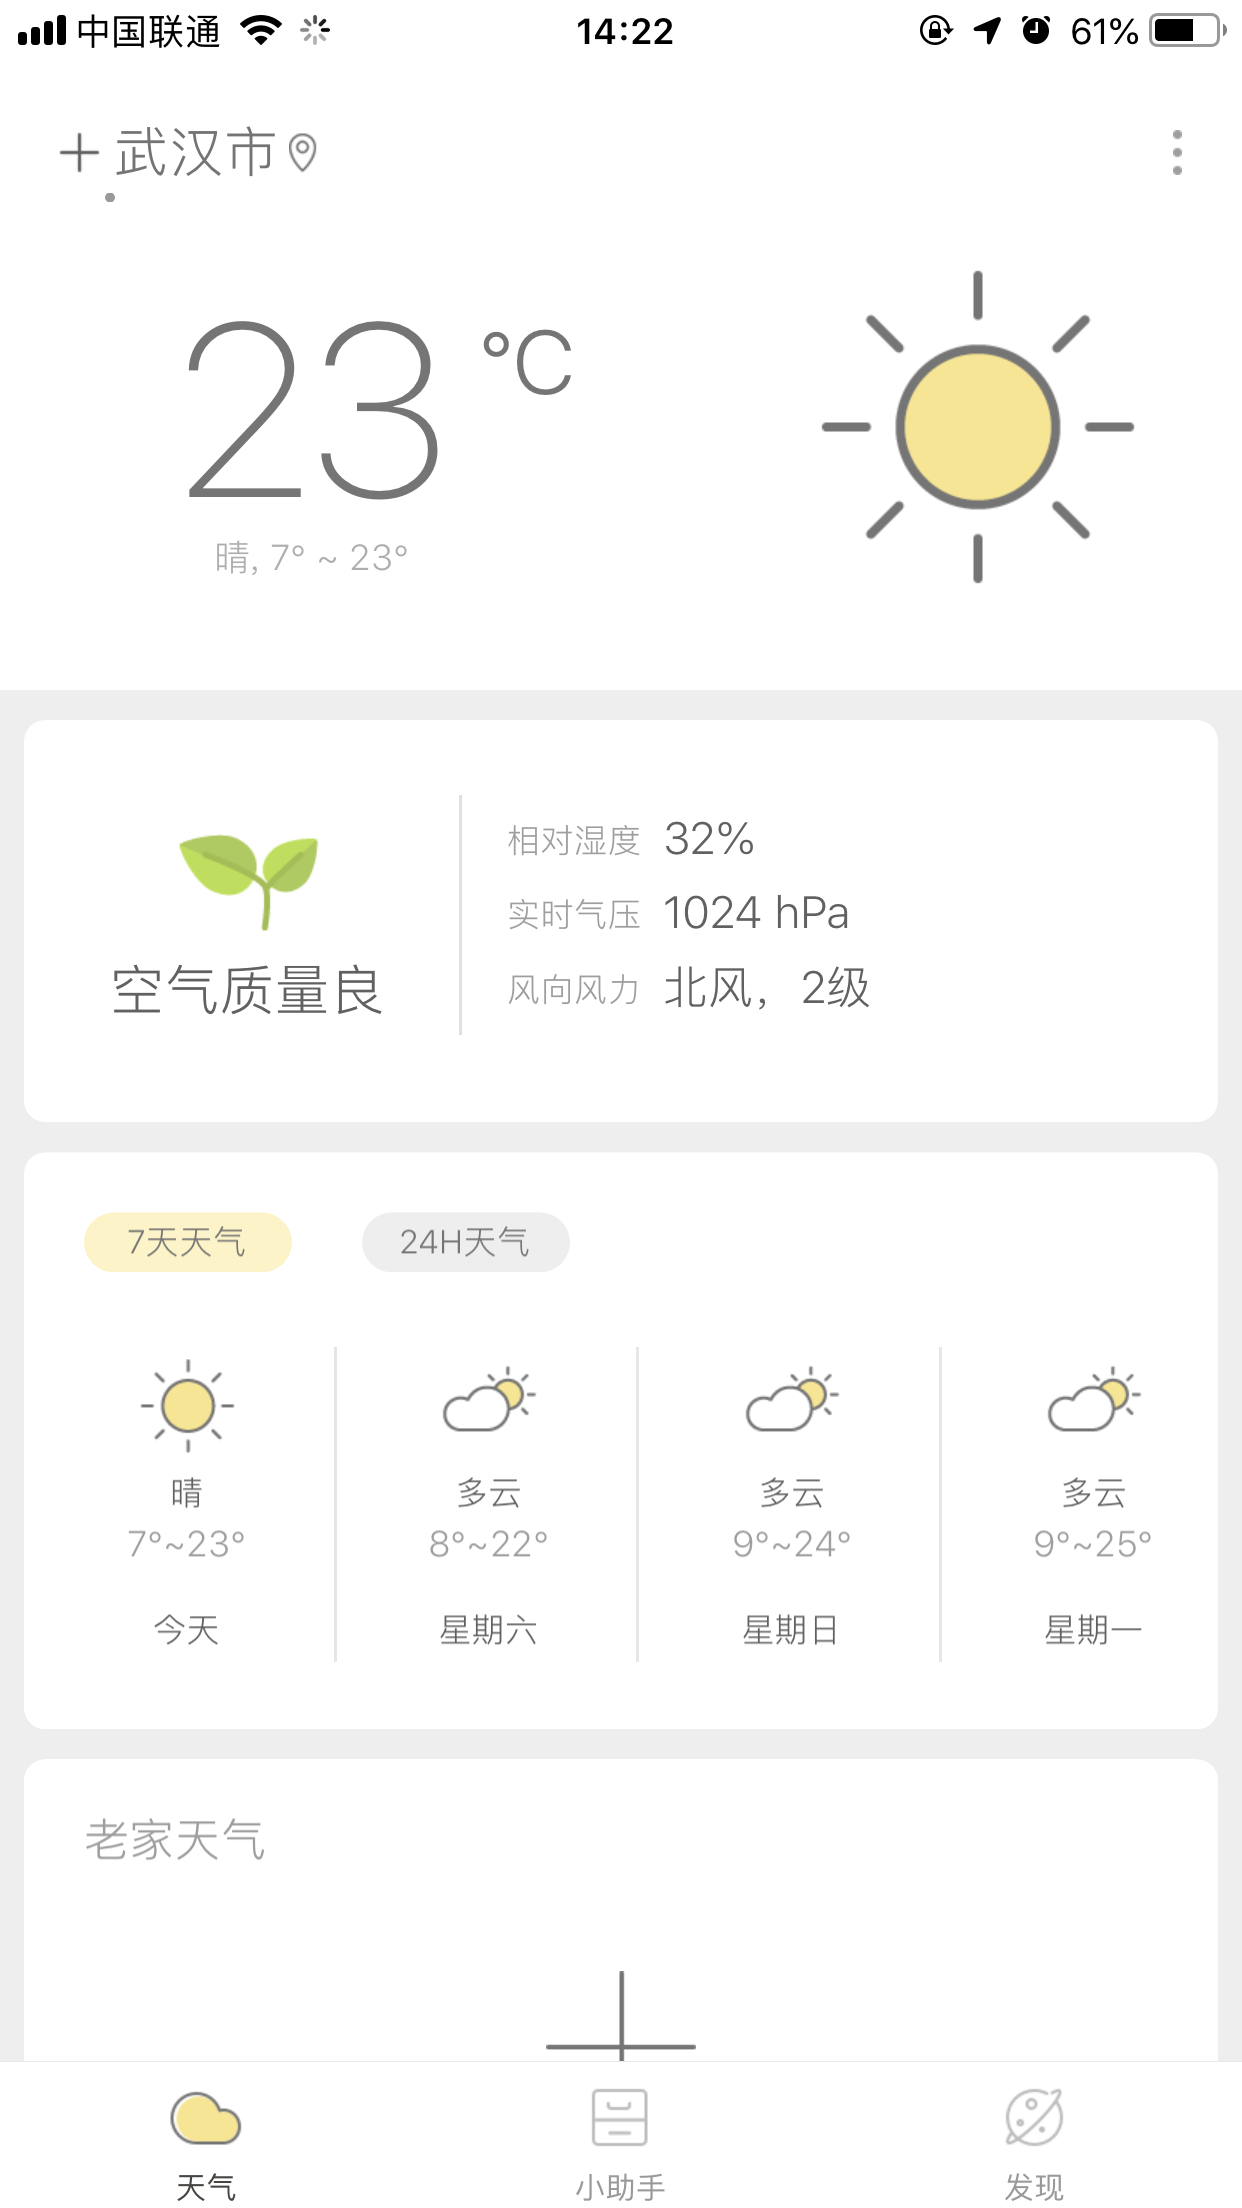 中国联通 14:22 61%
武汉市
23 °C
晴, 7° ~ 23°
空气质量良
相对湿度 32%
实时气压 1024 hPa
风向风力 北风，2级
7天天气 24H天气
晴 多云 多云 多云
7°~23° 8°~22° 9°~24° 9°~25°
今天 星期六 星期日 星期一
老家天气
天气 小助手 发现